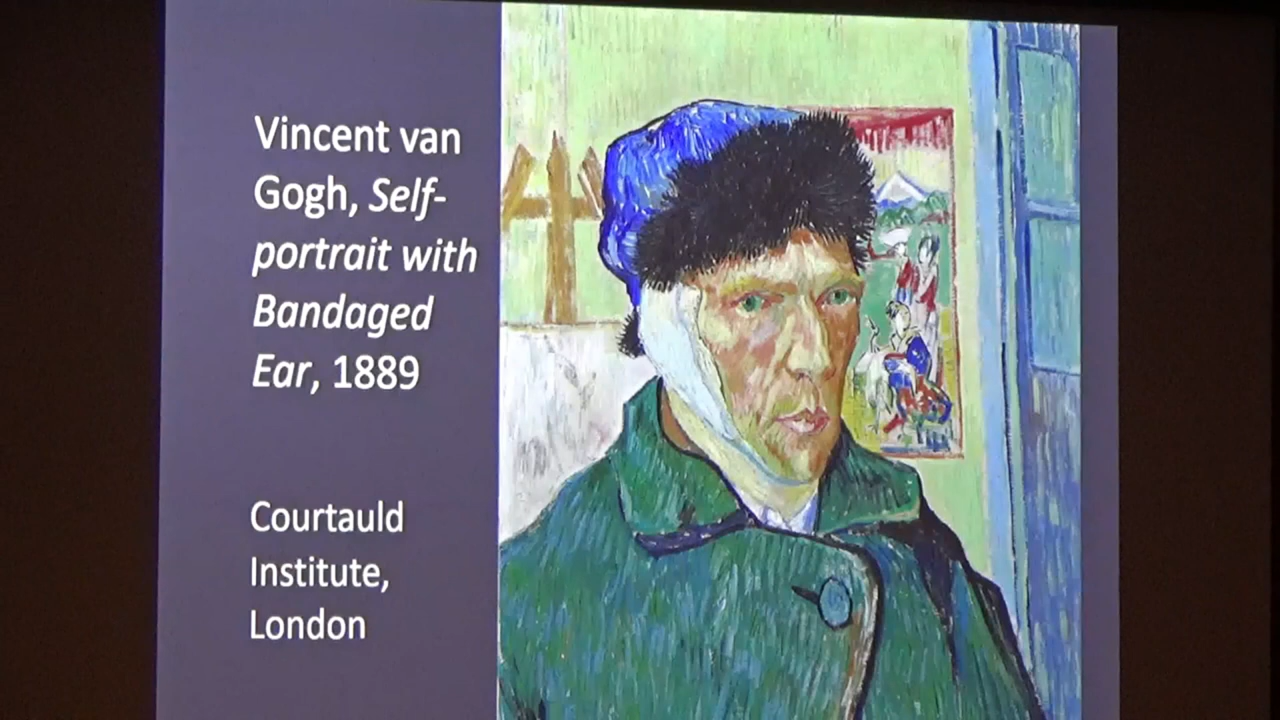 Vincent van
Gogh, Self-
portrait with
Bandaged
Ear, 1889
Courtauld
Institute,
London